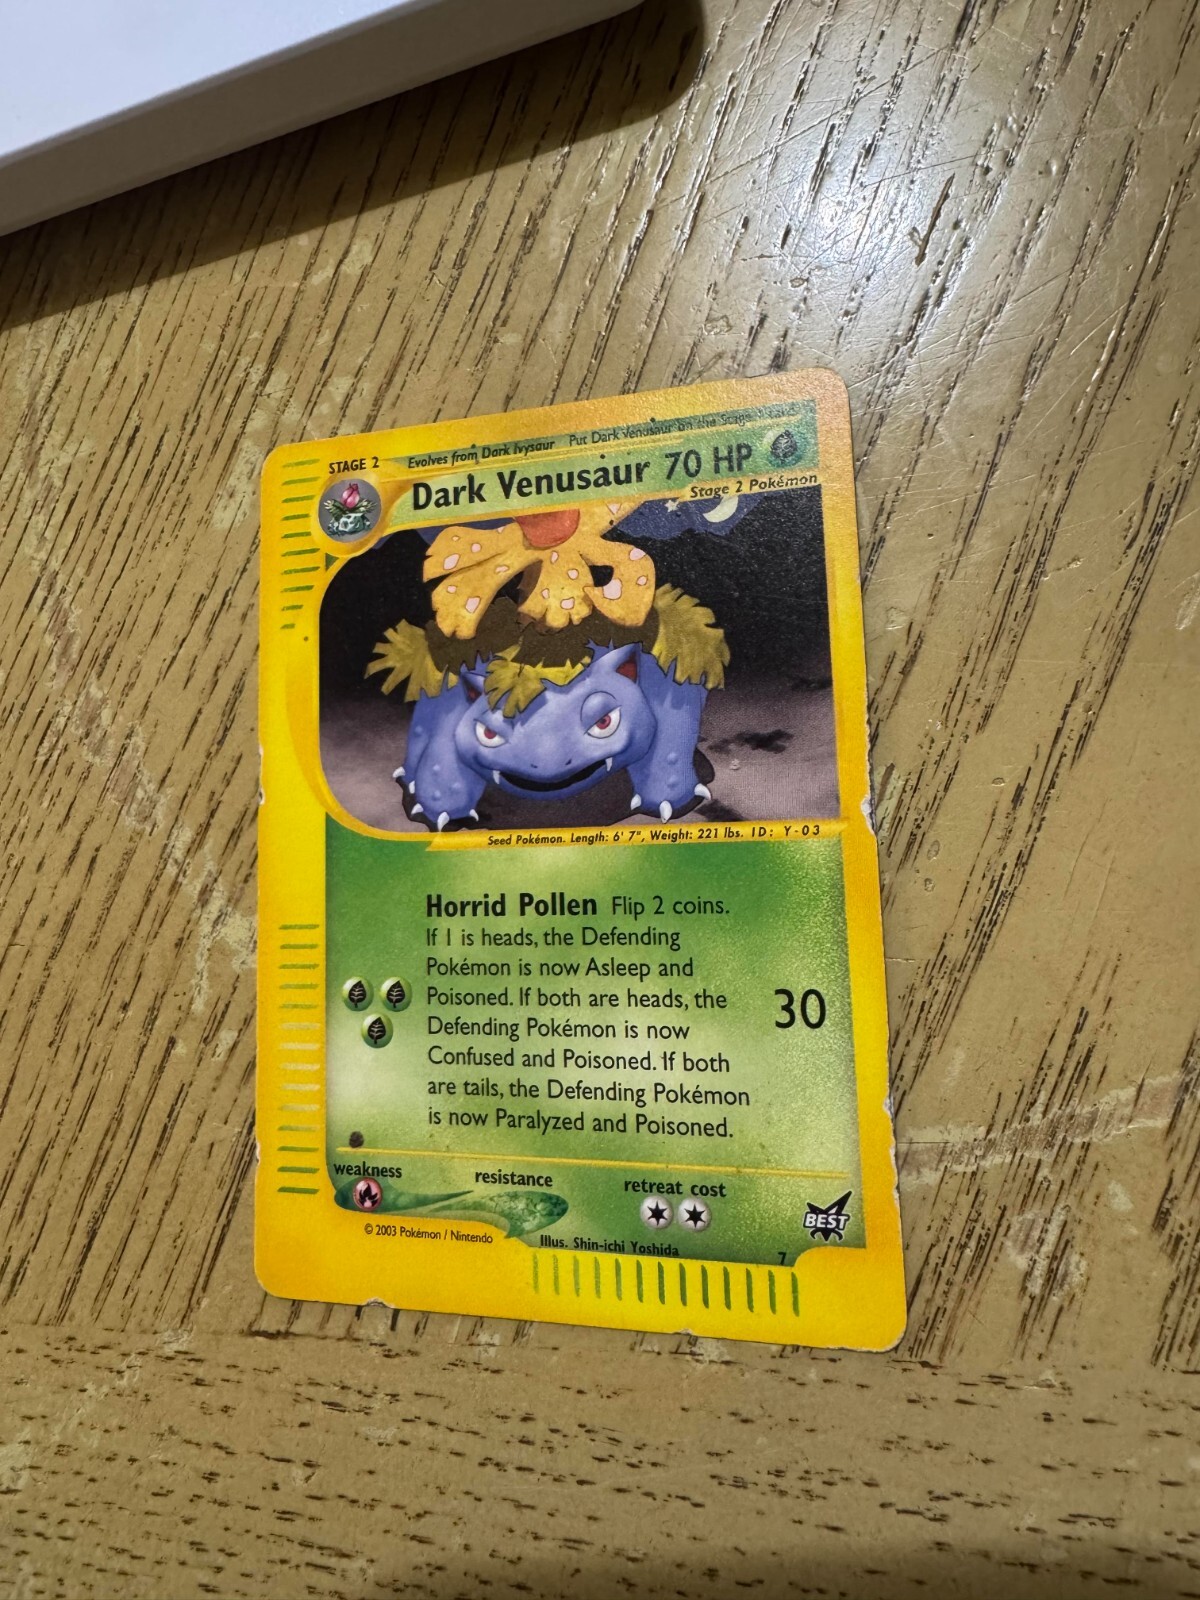 STAGE 2
Evolves from Dark Ivysaur Put Dark Venusaur on the Stage 1 card
Dark Venusaur 70 HP
Stage 2 Pokémon
Seed Pokémon. Length: 6' 7", Weight: 221 lbs. ID: Y-03
Horrid Pollen Flip 2 coins.
If 1 is heads, the Defending
Pokémon is now Asleep and
Poisoned. If both are heads, the
Defending Pokémon is now
Confused and Poisoned. If both
are tails, the Defending Pokémon
is now Paralyzed and Poisoned.
30
weakness
resistance
retreat cost
BEST
© 2003 Pokémon / Nintendo
Illus. Shin-ichi Yoshida
7